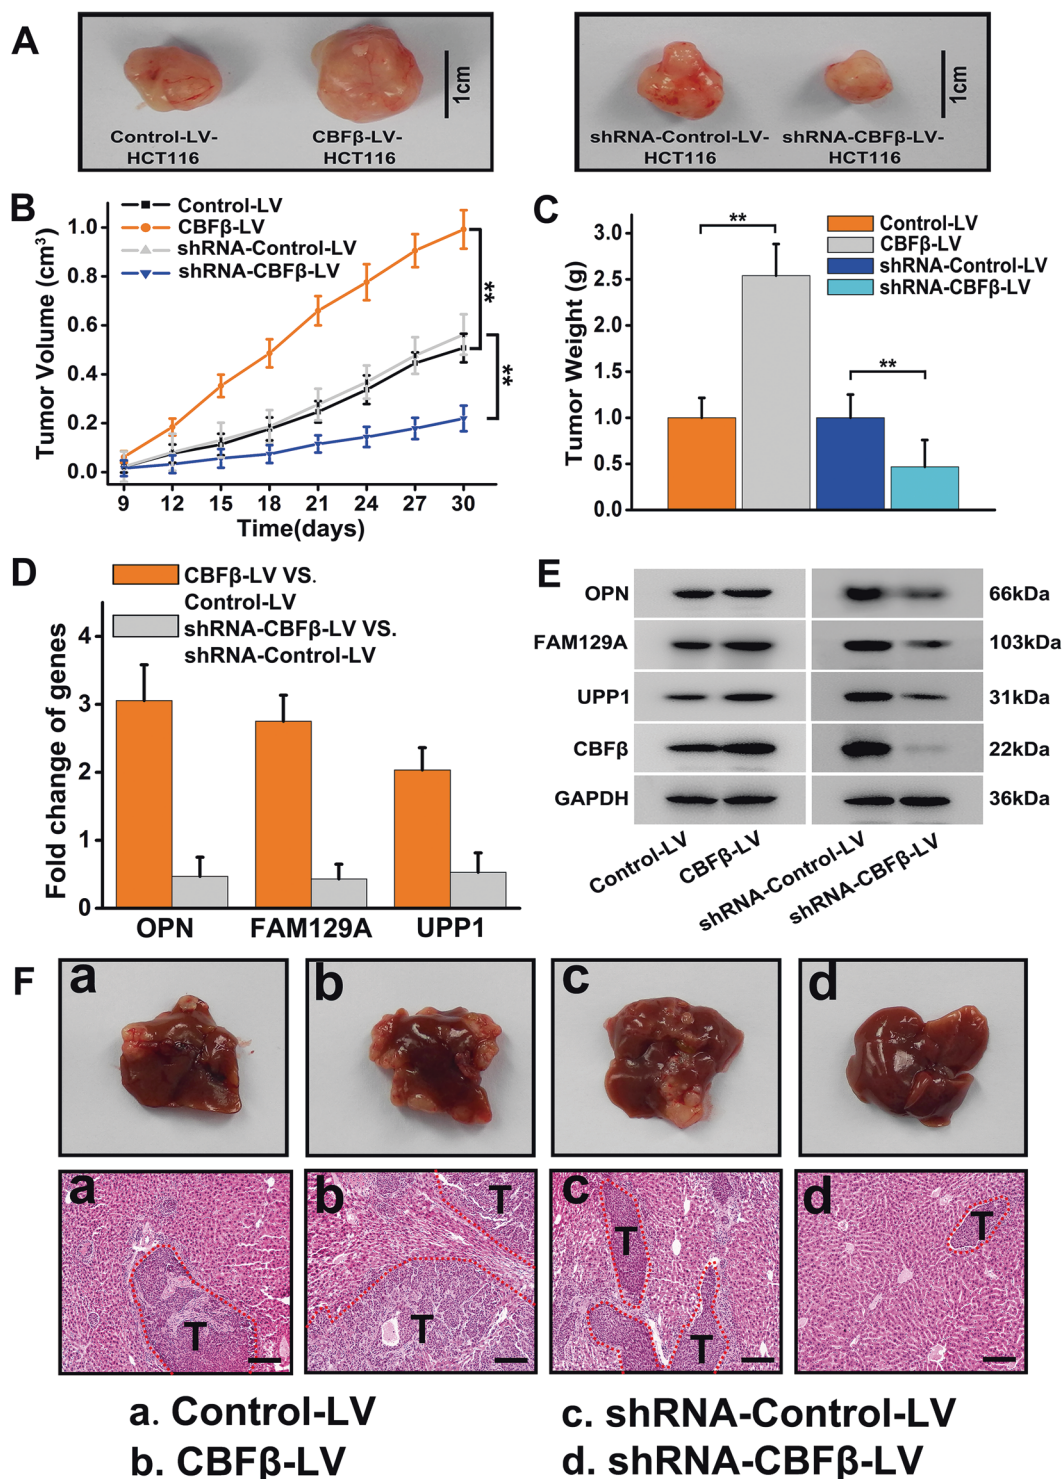 A
1cm
Control-LV-
HCT116
CBFβ-LV-
HCT116
1cm
shRNA-Control-LV-
HCT116
shRNA-CBFβ-LV-
HCT116
B
Control-LV
CBFβ-LV
shRNA-Control-LV
shRNA-CBFβ-LV
Tumor Volume (cm³)
1.0
0.8
0.6
0.4
0.2
0.0
**
**
9 12 15 18 21 24 27 30
Time(days)
C
Control-LV
CBFβ-LV
shRNA-Control-LV
shRNA-CBFβ-LV
Tumor Weight (g)
3.0
2.5
2.0
1.5
1.0
0.5
0.0
**
**
D
CBFβ-LV VS.
Control-LV
shRNA-CBFβ-LV VS.
shRNA-Control-LV
Fold change of genes
4
3
2
1
0
OPN FAM129A UPP1
E
OPN 66kDa
FAM129A 103kDa
UPP1 31kDa
CBFβ 22kDa
GAPDH 36kDa
Control-LV
CBFβ-LV
shRNA-Control-LV
shRNA-CBFβ-LV
F
a
b
c
d
a
T
b
T
T
c
T
T
d
T
a. Control-LV
b. CBFβ-LV
c. shRNA-Control-LV
d. shRNA-CBFβ-LV